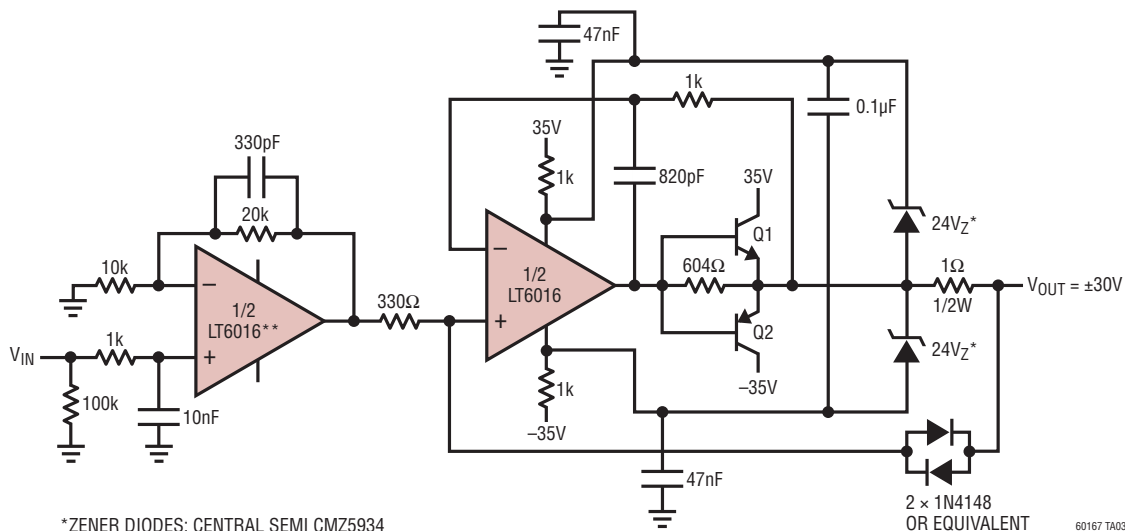 47nF
1k
0.1µF
330pF
35V
1k
820pF
35V
20k
Q1
24VZ*
10k
–
1/2
LT6016**
+
–
1/2
LT6016
+
604Ω
1Ω
1/2W
VOUT = ±30V
330Ω
Q2
24VZ*
VIN
1k
100k
10nF
1k
–35V
–35V
47nF
2 × 1N4148
OR EQUIVALENT
*ZENER DIODES: CENTRAL SEMI CMZ5934
60167 TA03